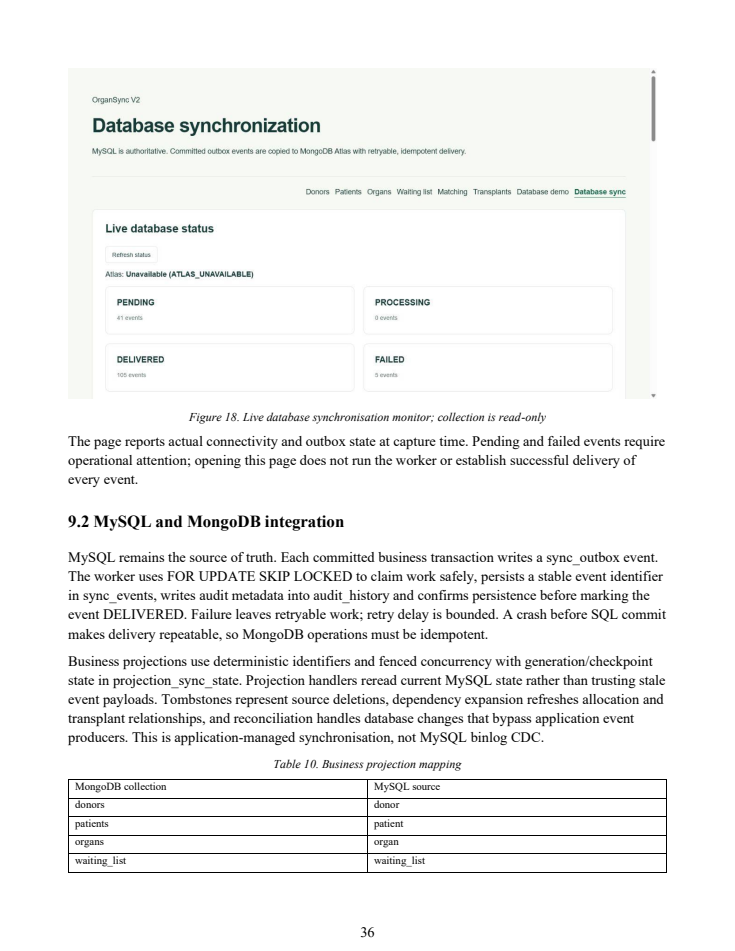 OrganSync V2
Database synchronization
MySQL is authoritative. Committed outbox events are copied to MongoDB Atlas with retryable, idempotent delivery.
Donors Patients Organs Waiting list Matching Transplants Database demo Database sync
Live database status
Refresh status
Atlas: Unavailable (ATLAS_UNAVAILABLE)
PENDING
41 events
PROCESSING
0 events
DELIVERED
105 events
FAILED
5 events
Figure 18. Live database synchronisation monitor; collection is read-only
The page reports actual connectivity and outbox state at capture time. Pending and failed events require
operational attention; opening this page does not run the worker or establish successful delivery of
every event.
9.2 MySQL and MongoDB integration
MySQL remains the source of truth. Each committed business transaction writes a sync_outbox event.
The worker uses FOR UPDATE SKIP LOCKED to claim work safely, persists a stable event identifier
in sync_events, writes audit metadata into audit_history and confirms persistence before marking the
event DELIVERED. Failure leaves retryable work; retry delay is bounded. A crash before SQL commit
makes delivery repeatable, so MongoDB operations must be idempotent.
Business projections use deterministic identifiers and fenced concurrency with generation/checkpoint
state in projection_sync_state. Projection handlers reread current MySQL state rather than trusting stale
event payloads. Tombstones represent source deletions, dependency expansion refreshes allocation and
transplant relationships, and reconciliation handles database changes that bypass application event
producers. This is application-managed synchronisation, not MySQL binlog CDC.
Table 10. Business projection mapping
MongoDB collection MySQL source
donors donor
patients patient
organs organ
waiting_list waiting_list
36